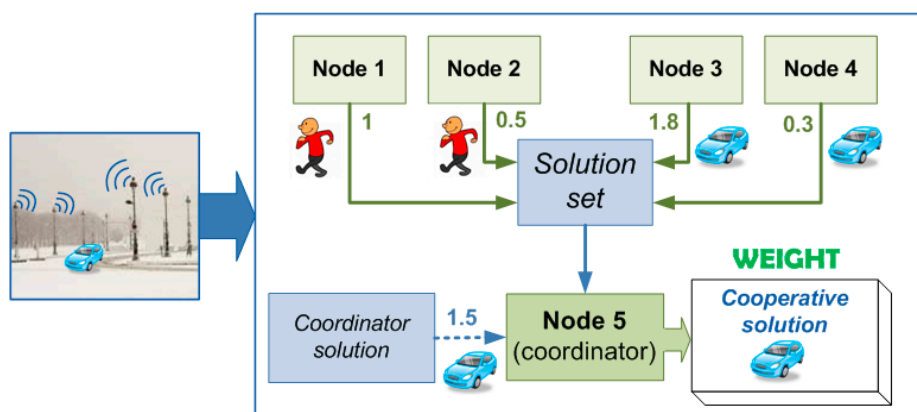 Node 1
Node 2
Node 3
Node 4
1
0.5
1.8
0.3
Solution
set
WEIGHT
Coordinator
solution
1.5
Node 5
(coordinator)
Cooperative
solution